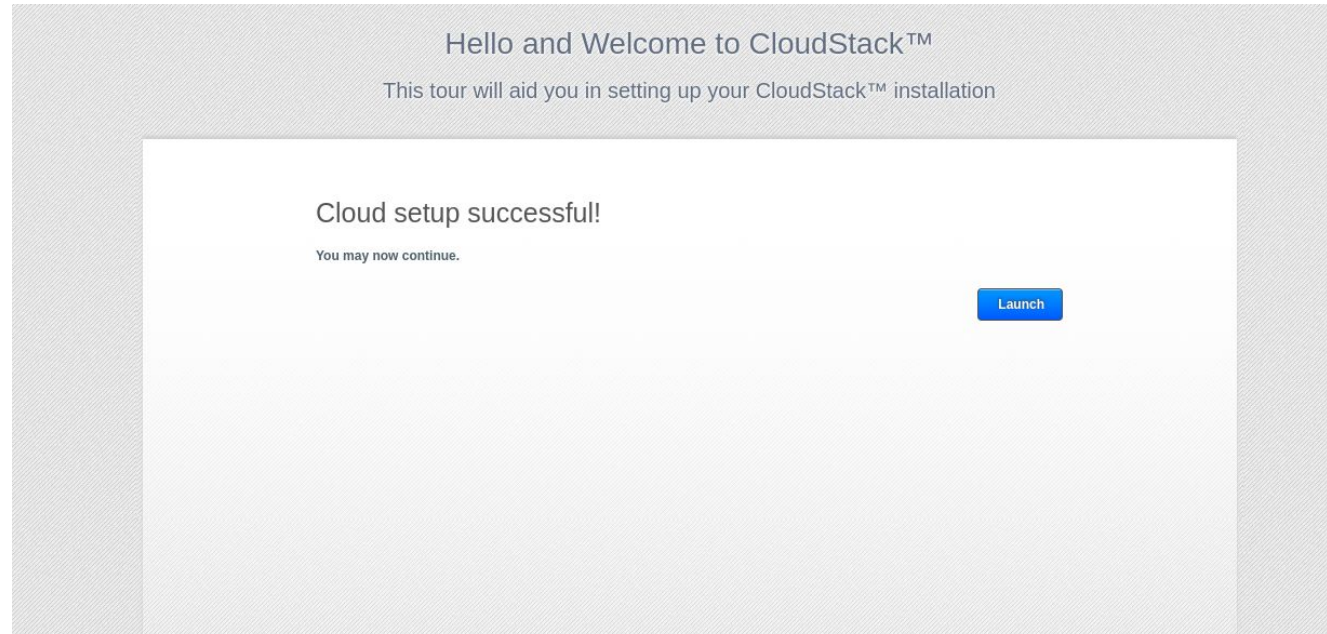 Hello and Welcome to CloudStack™
This tour will aid you in setting up your CloudStack™ installation
Cloud setup successful!
You may now continue.
Launch